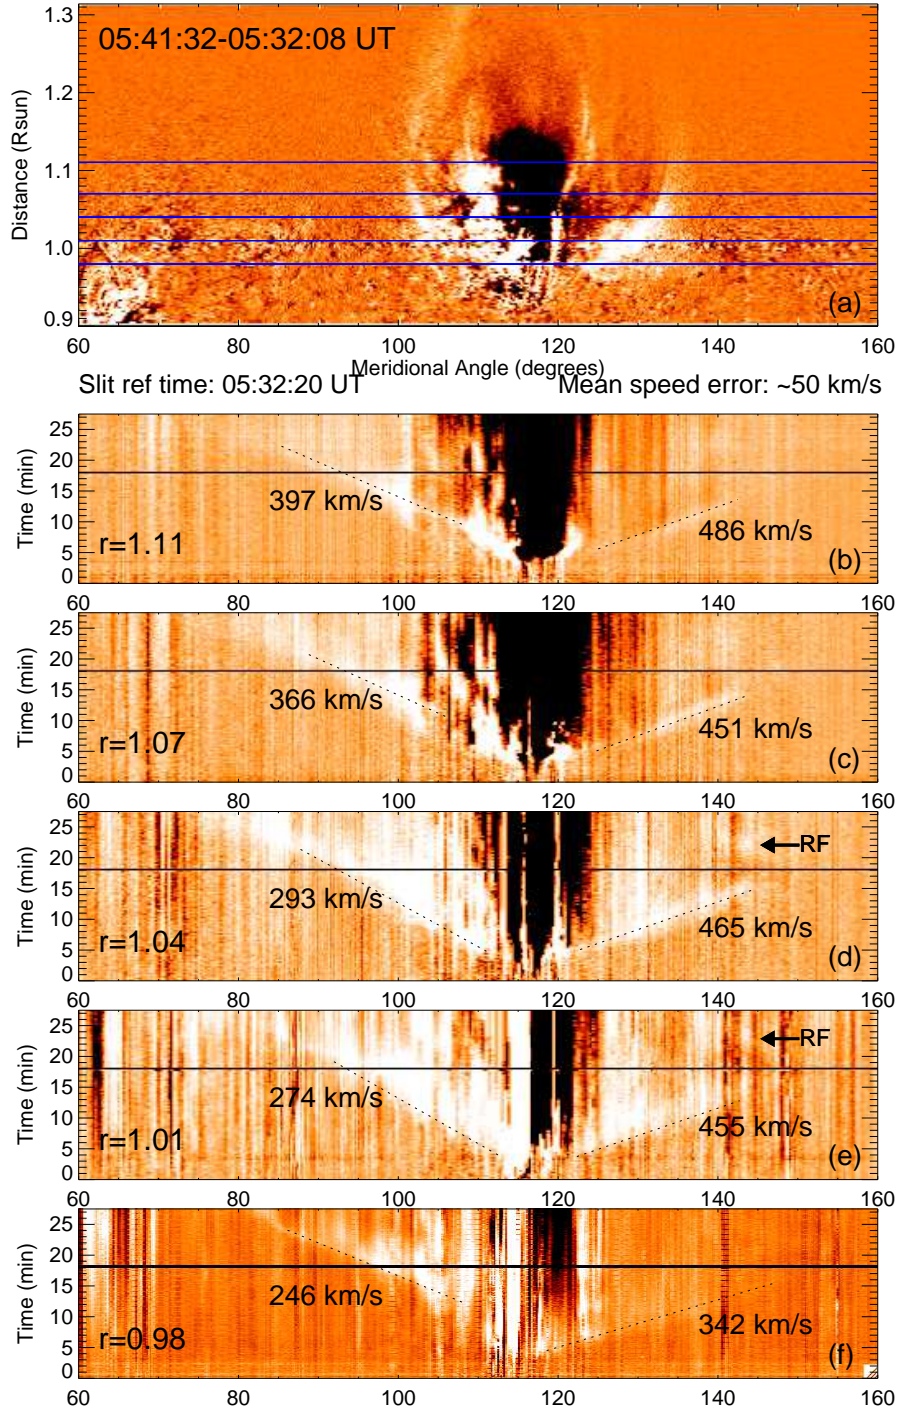 1.3
1.2
1.1
1.0
0.9
Distance (Rsun)
05:41:32-05:32:08 UT
(a)
60 80 100 120 140 160
Meridional Angle (degrees)
Slit ref time: 05:32:20 UT Mean speed error: ~50 km/s
25
20
15
10
5
0
Time (min)
397 km/s
486 km/s
r=1.11
(b)
60 80 100 120 140 160
25
20
15
10
5
0
Time (min)
366 km/s
451 km/s
r=1.07
(c)
60 80 100 120 140 160
25
20
15
10
5
0
Time (min)
RF
293 km/s
465 km/s
r=1.04
(d)
60 80 100 120 140 160
25
20
15
10
5
0
Time (min)
RF
274 km/s
455 km/s
r=1.01
(e)
60 80 100 120 140 160
25
20
15
10
5
0
Time (min)
246 km/s
342 km/s
r=0.98
(f)
60 80 100 120 140 160